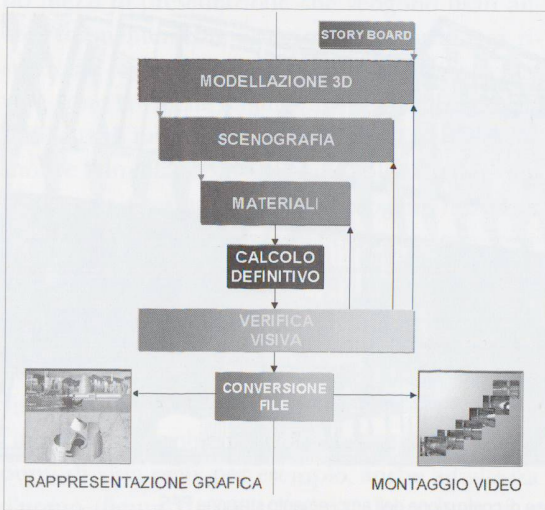 STORY BOARD
MODELLAZIONE 3D
SCENOGRAFIA
MATERIALI
CALCOLO
DEFINITIVO
VERIFICA
VISIVA
CONVERSIONE
FILE
RAPPRESENTAZIONE GRAFICA
MONTAGGIO VIDEO